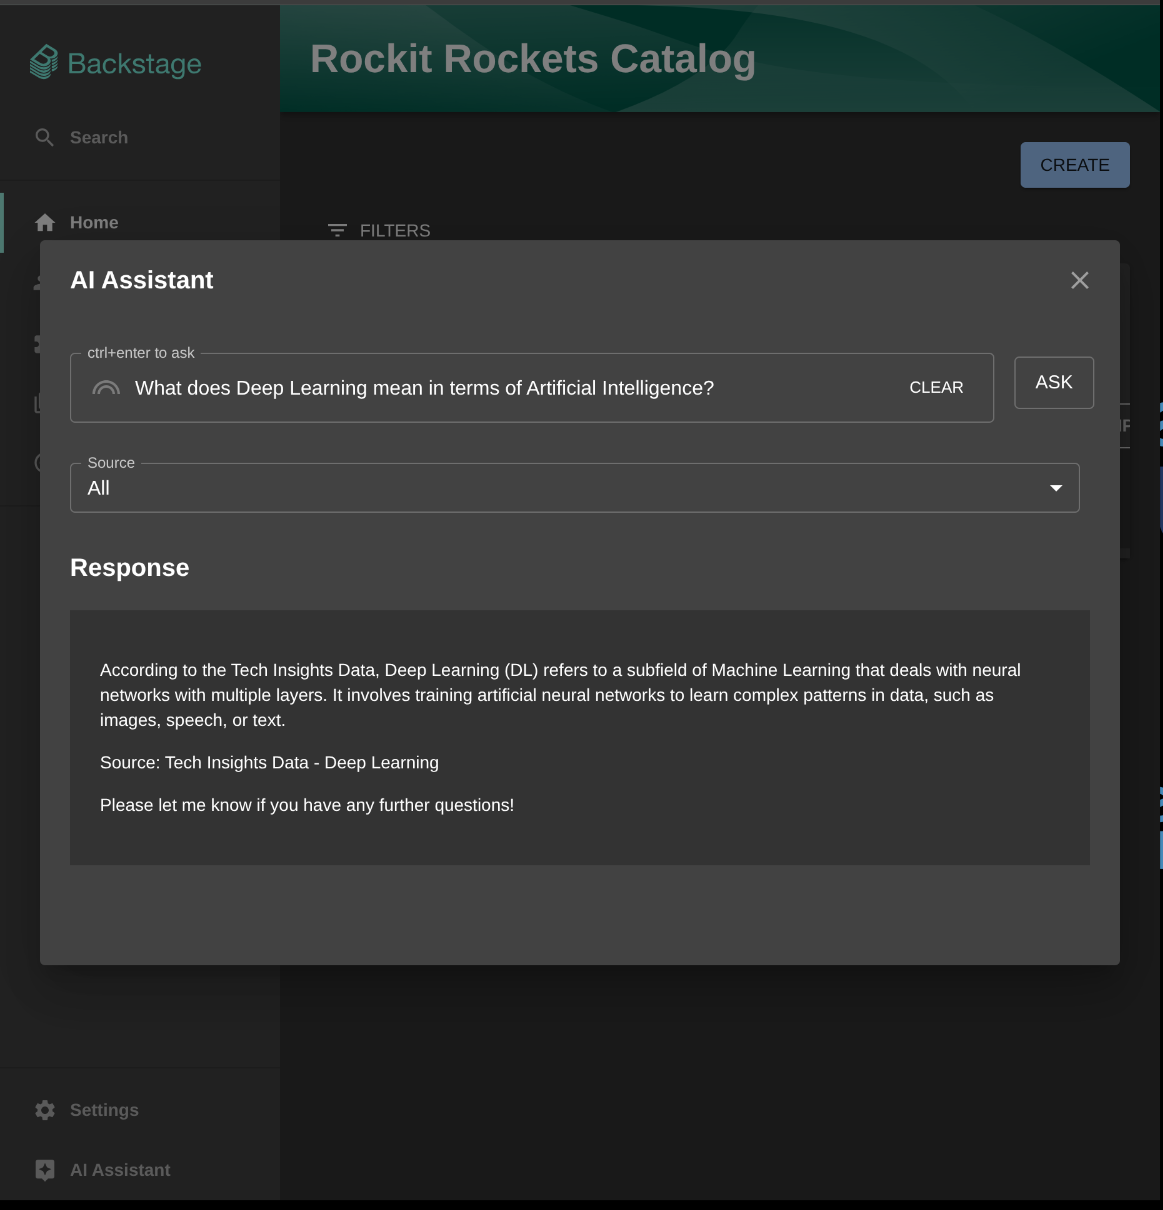 Backstage
Rockit Rockets Catalog
Search
CREATE
Home
FILTERS
AI Assistant
ctrl+enter to ask
What does Deep Learning mean in terms of Artificial Intelligence?
CLEAR
ASK
Source
All
Response
According to the Tech Insights Data, Deep Learning (DL) refers to a subfield of Machine Learning that deals with neural
networks with multiple layers. It involves training artificial neural networks to learn complex patterns in data, such as
images, speech, or text.
Source: Tech Insights Data - Deep Learning
Please let me know if you have any further questions!
Settings
AI Assistant